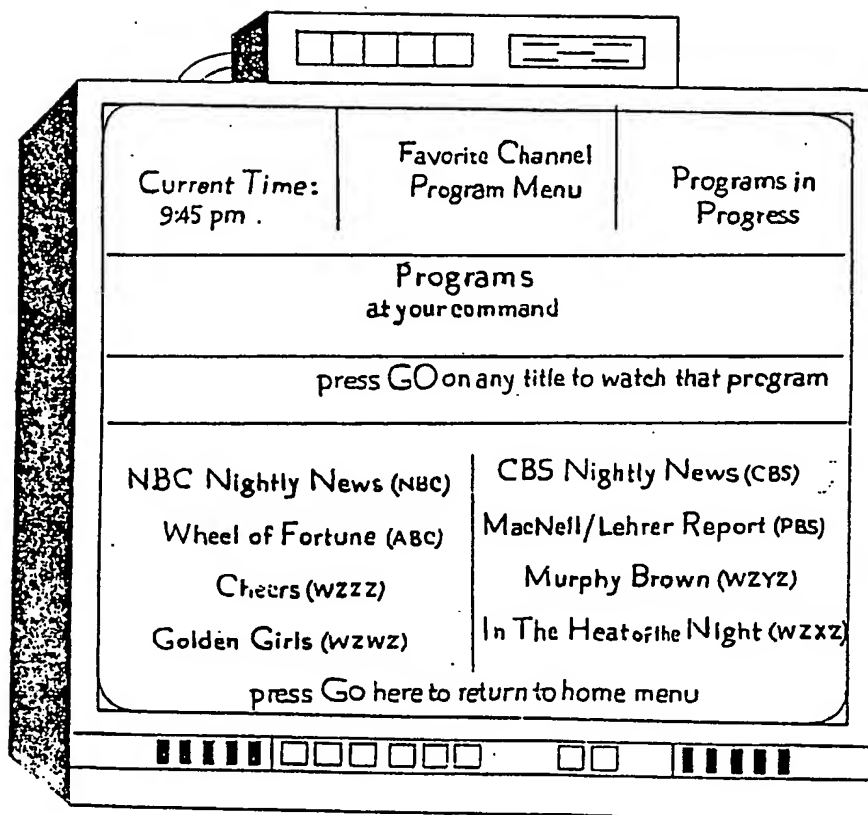 Current Time:
9:45 pm .
Favorite Channel
Program Menu
Programs in
Progress
Programs
at your command
press GO on any title to watch that program
NBC Nightly News (NBC)
Wheel of Fortune (ABC)
Cheers (WZZZ)
Golden Girls (WZWZ)
CBS Nightly News (CBS)
MacNell/Lehrer Report (PBS)
Murphy Brown (WZYZ)
In The Heat of the Night (WZXZ)
press Go here to return to home menu